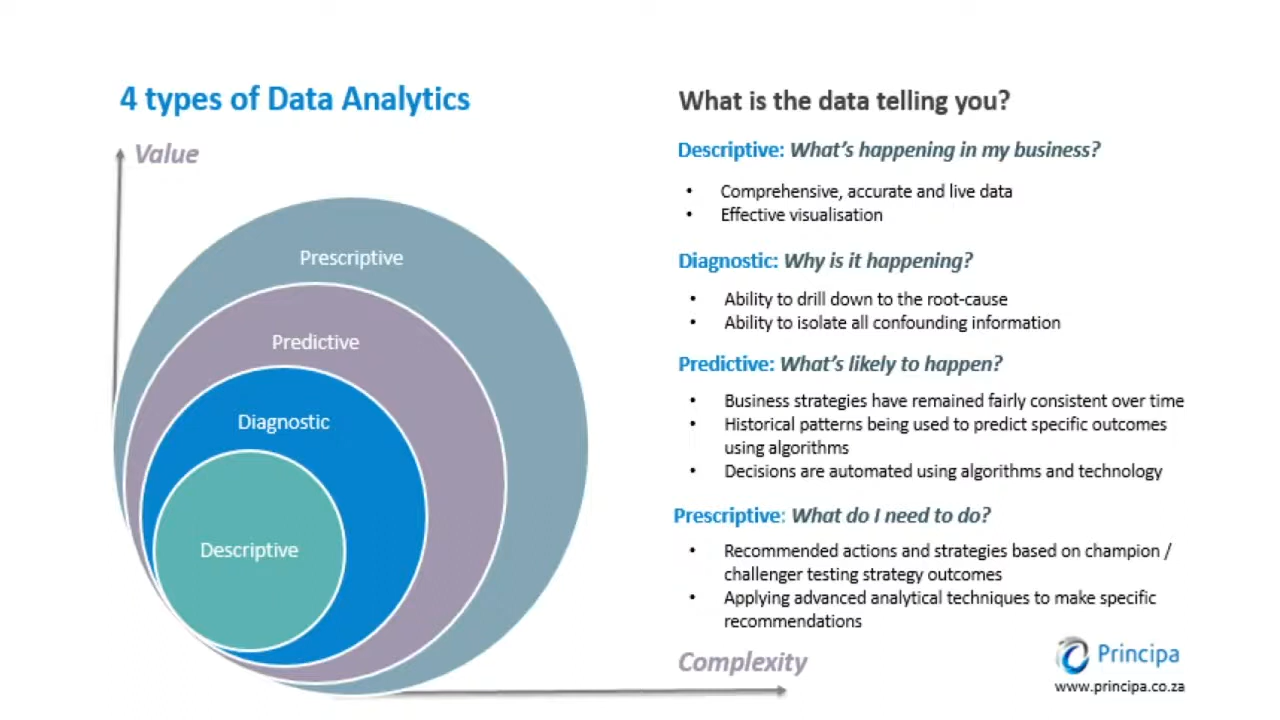 4 types of Data Analytics
Value
Prescriptive
Predictive
Diagnostic
Descriptive
What is the data telling you?
Descriptive: What's happening in my business?
• Comprehensive, accurate and live data
• Effective visualisation
Diagnostic: Why is it happening?
• Ability to drill down to the root-cause
• Ability to isolate all confounding information
Predictive: What's likely to happen?
• Business strategies have remained fairly consistent over time
• Historical patterns being used to predict specific outcomes
using algorithms
• Decisions are automated using algorithms and technology
Prescriptive: What do I need to do?
• Recommended actions and strategies based on champion /
challenger testing strategy outcomes
• Applying advanced analytical techniques to make specific
recommendations
Complexity
Principa
www.principa.co.za